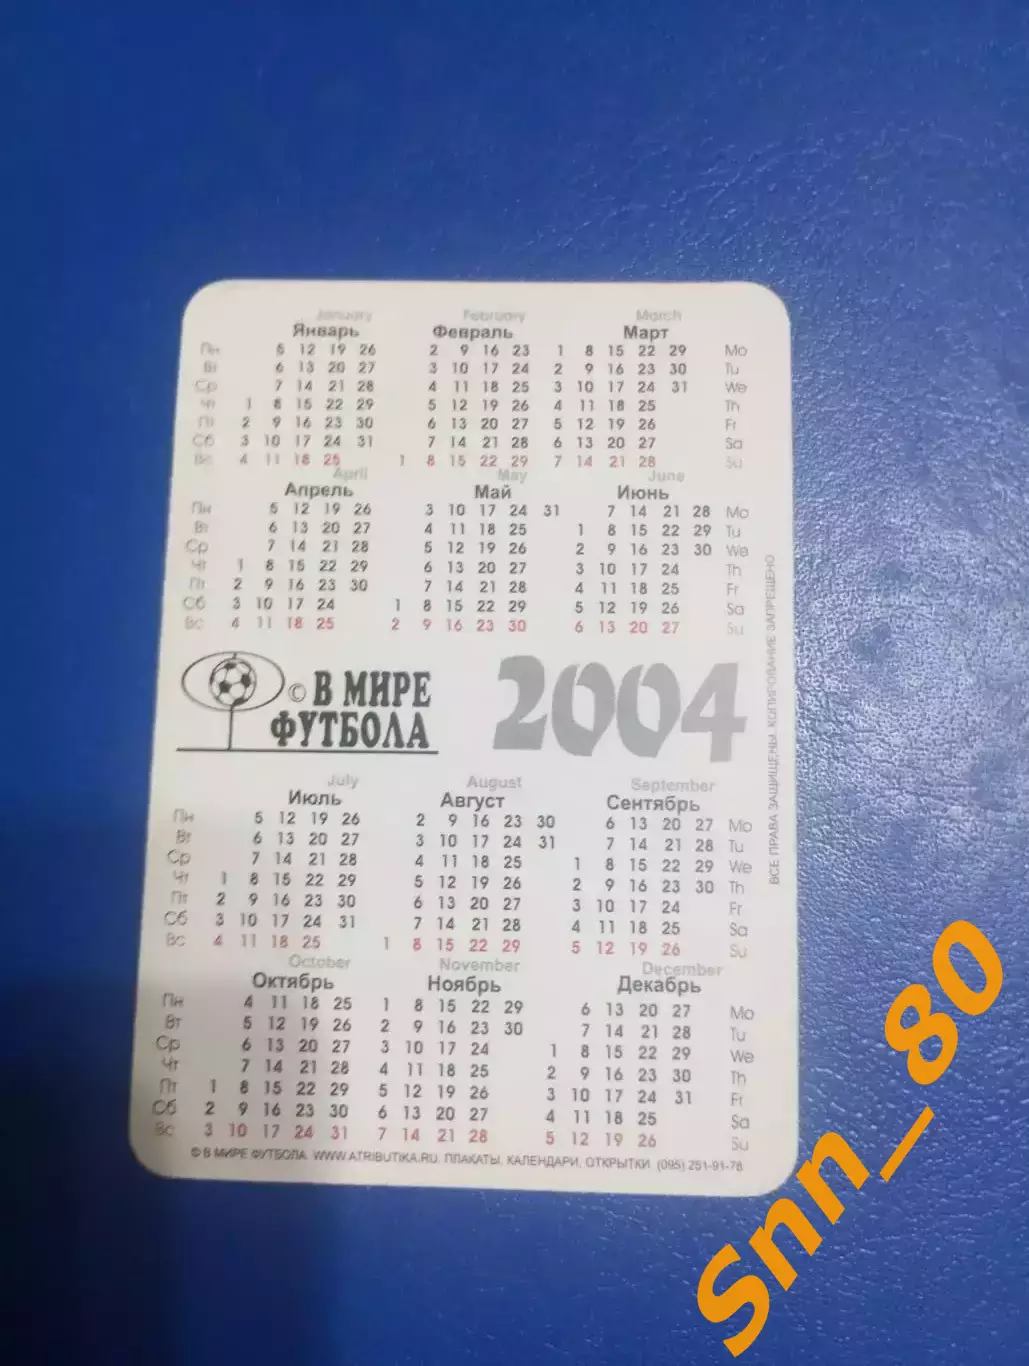 January February March
Январь Февраль Март
Пн 5 12 19 26 2 9 16 23 1 8 15 22 29 Mo
Вт 6 13 20 27 3 10 17 24 2 9 16 23 30 Tu
Ср 7 14 21 28 4 11 18 25 3 10 17 24 31 We
Чт 1 8 15 22 29 5 12 19 26 4 11 18 25 Th
Пт 2 9 16 23 30 6 13 20 27 5 12 19 26 Fr
Сб 3 10 17 24 31 7 14 21 28 6 13 20 27 Sa
Вс 4 11 18 25 1 8 15 22 29 7 14 21 28 Su
April May June
Апрель Май Июнь
Пн 5 12 19 26 3 10 17 24 31 7 14 21 28 Mo
Вт 6 13 20 27 4 11 18 25 1 8 15 22 29 Tu
Ср 7 14 21 28 5 12 19 26 2 9 16 23 30 We
Чт 1 8 15 22 29 6 13 20 27 3 10 17 24 Th
Пт 2 9 16 23 30 7 14 21 28 4 11 18 25 Fr
Сб 3 10 17 24 1 8 15 22 29 5 12 19 26 Sa
Вс 4 11 18 25 2 9 16 23 30 6 13 20 27 Su
© В МИРЕ
ФУТБОЛА
2004
ВСЕ ПРАВА ЗАЩИЩЕНЫ. КОПИРОВАНИЕ ЗАПРЕЩЕНО
July August September
Июль Август Сентябрь
Пн 5 12 19 26 2 9 16 23 30 6 13 20 27 Mo
Вт 6 13 20 27 3 10 17 24 31 7 14 21 28 Tu
Ср 7 14 21 28 4 11 18 25 1 8 15 22 29 We
Чт 1 8 15 22 29 5 12 19 26 2 9 16 23 30 Th
Пт 2 9 16 23 30 6 13 20 27 3 10 17 24 Fr
Сб 3 10 17 24 31 7 14 21 28 4 11 18 25 Sa
Вс 4 11 18 25 1 8 15 22 29 5 12 19 26 Su
October November December
Октябрь Ноябрь Декабрь
Пн 4 11 18 25 1 8 15 22 29 6 13 20 27 Mo
Вт 5 12 19 26 2 9 16 23 30 7 14 21 28 Tu
Ср 6 13 20 27 3 10 17 24 1 8 15 22 29 We
Чт 7 14 21 28 4 11 18 25 2 9 16 23 30 Th
Пт 1 8 15 22 29 5 12 19 26 3 10 17 24 31 Fr
Сб 2 9 16 23 30 6 13 20 27 4 11 18 25 Sa
Вс 3 10 17 24 31 7 14 21 28 5 12 19 26 Su
© В МИРЕ ФУТБОЛА. WWW.ATRIBUTIKA.RU. ПЛАКАТЫ, КАЛЕНДАРИ, ОТКРЫТКИ. (095) 251-91-78
Snn_80